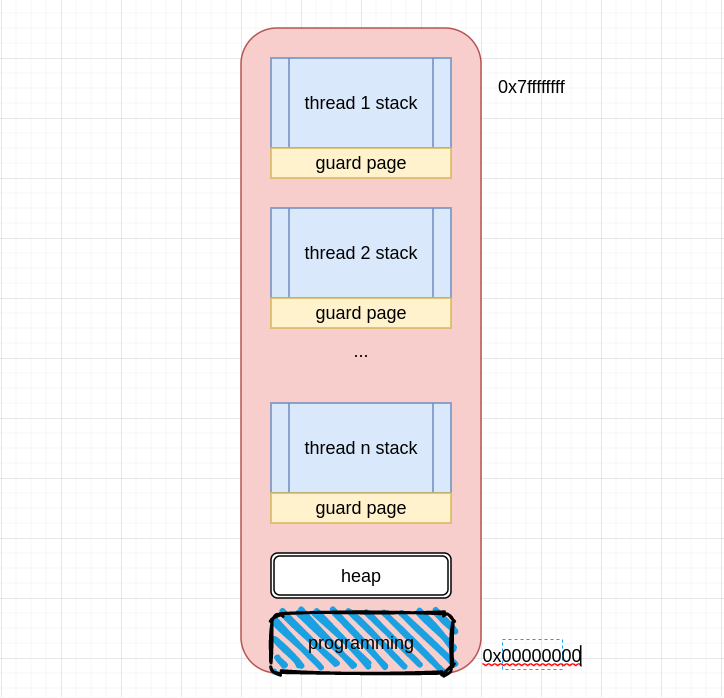 0x7fffffff
thread 1 stack
guard page
thread 2 stack
guard page
...
thread n stack
guard page
heap
programming
0x00000000